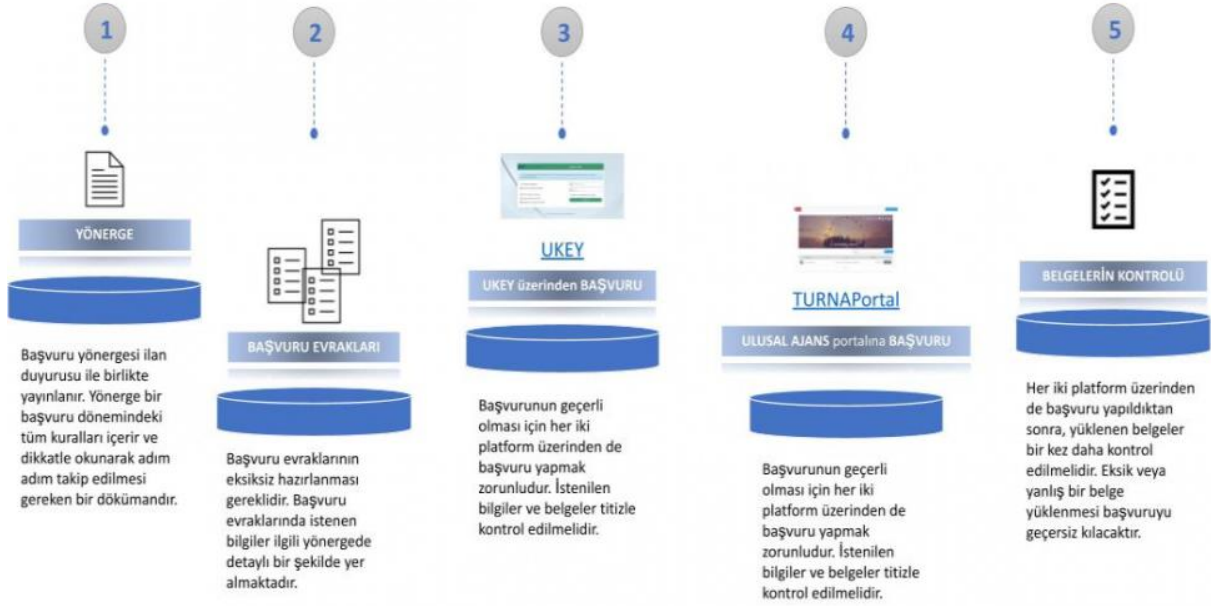 1
YÖNERGE
Başvuru yönergesi ilan
duyurusu ile birlikte
yayınlanır. Yönerge bir
başvuru dönemindeki
tüm kuralları içerir ve
dikkatle okunarak adım
adım takip edilmesi
gereken bir dökümandır.
2
BAŞVURU EVRAKLARI
Başvuru evraklarının
eksiksiz hazırlanması
gereklidir. Başvuru
evraklarında istenen
bilgiler ilgili yönergede
detaylı bir şekilde yer
almaktadır.
3
UKEY
UKEY üzerinden BAŞVURU
Başvurunun geçerli
olması için her iki
platform üzerinden de
başvuru yapmak
zorunludur. İstenilen
bilgiler ve belgeler titizle
kontrol edilmelidir.
4
TURNAPortal
ULUSAL AJANS portalına BAŞVURU
Başvurunun geçerli
olması için her iki
platform üzerinden de
başvuru yapmak
zorunludur. İstenilen
bilgiler ve belgeler titizle
kontrol edilmelidir.
5
BELGELERİN KONTROLÜ
Her iki platform üzerinden
de başvuru yapıldıktan
sonra, yüklenen belgeler
bir kez daha kontrol
edilmelidir. Eksik veya
yanlış bir belge
yüklenmesi başvuruyu
geçersiz kılacaktır.